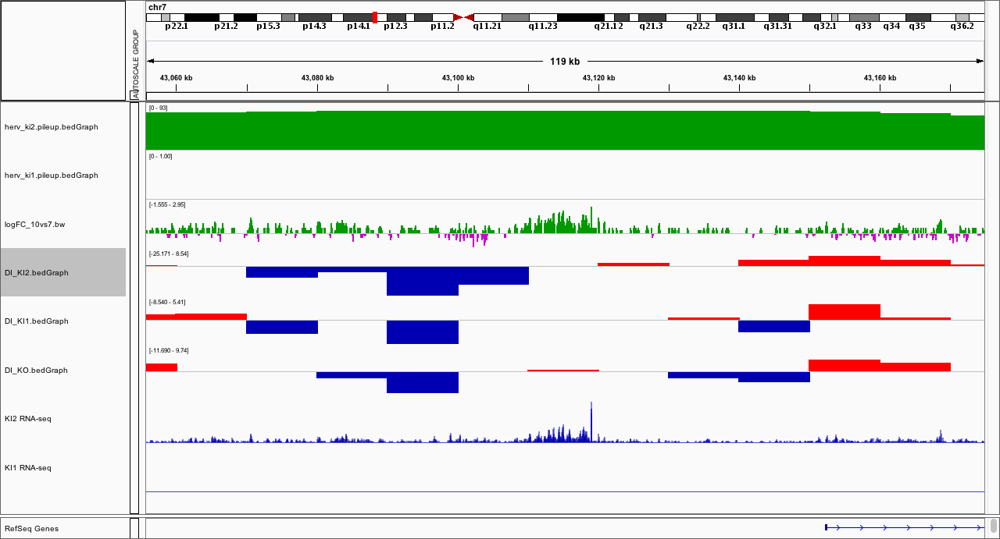 chr7
p22.1 p21.2 p15.3 p14.3 p14.1 p12.3 p11.2 q11.21 q11.23 q21.12 q21.3 q22.2 q31.1 q31.31 q32.1 q33 q34 q35 q36.2
AUTOSCALE GROUP
119 kb
43,060 kb 43,080 kb 43,100 kb 43,120 kb 43,140 kb 43,160 kb
[0 - 93]
herv_ki2.pileup.bedGraph
[0 - 1.00]
herv_ki1.pileup.bedGraph
[-1.555 - 2.95]
logFC_10vs7.bw
[-25.171 - 8.54]
DI_KI2.bedGraph
[-8.540 - 5.41]
DI_KI1.bedGraph
[-11.690 - 9.74]
DI_KO.bedGraph
KI2 RNA-seq
KI1 RNA-seq
RefSeq Genes